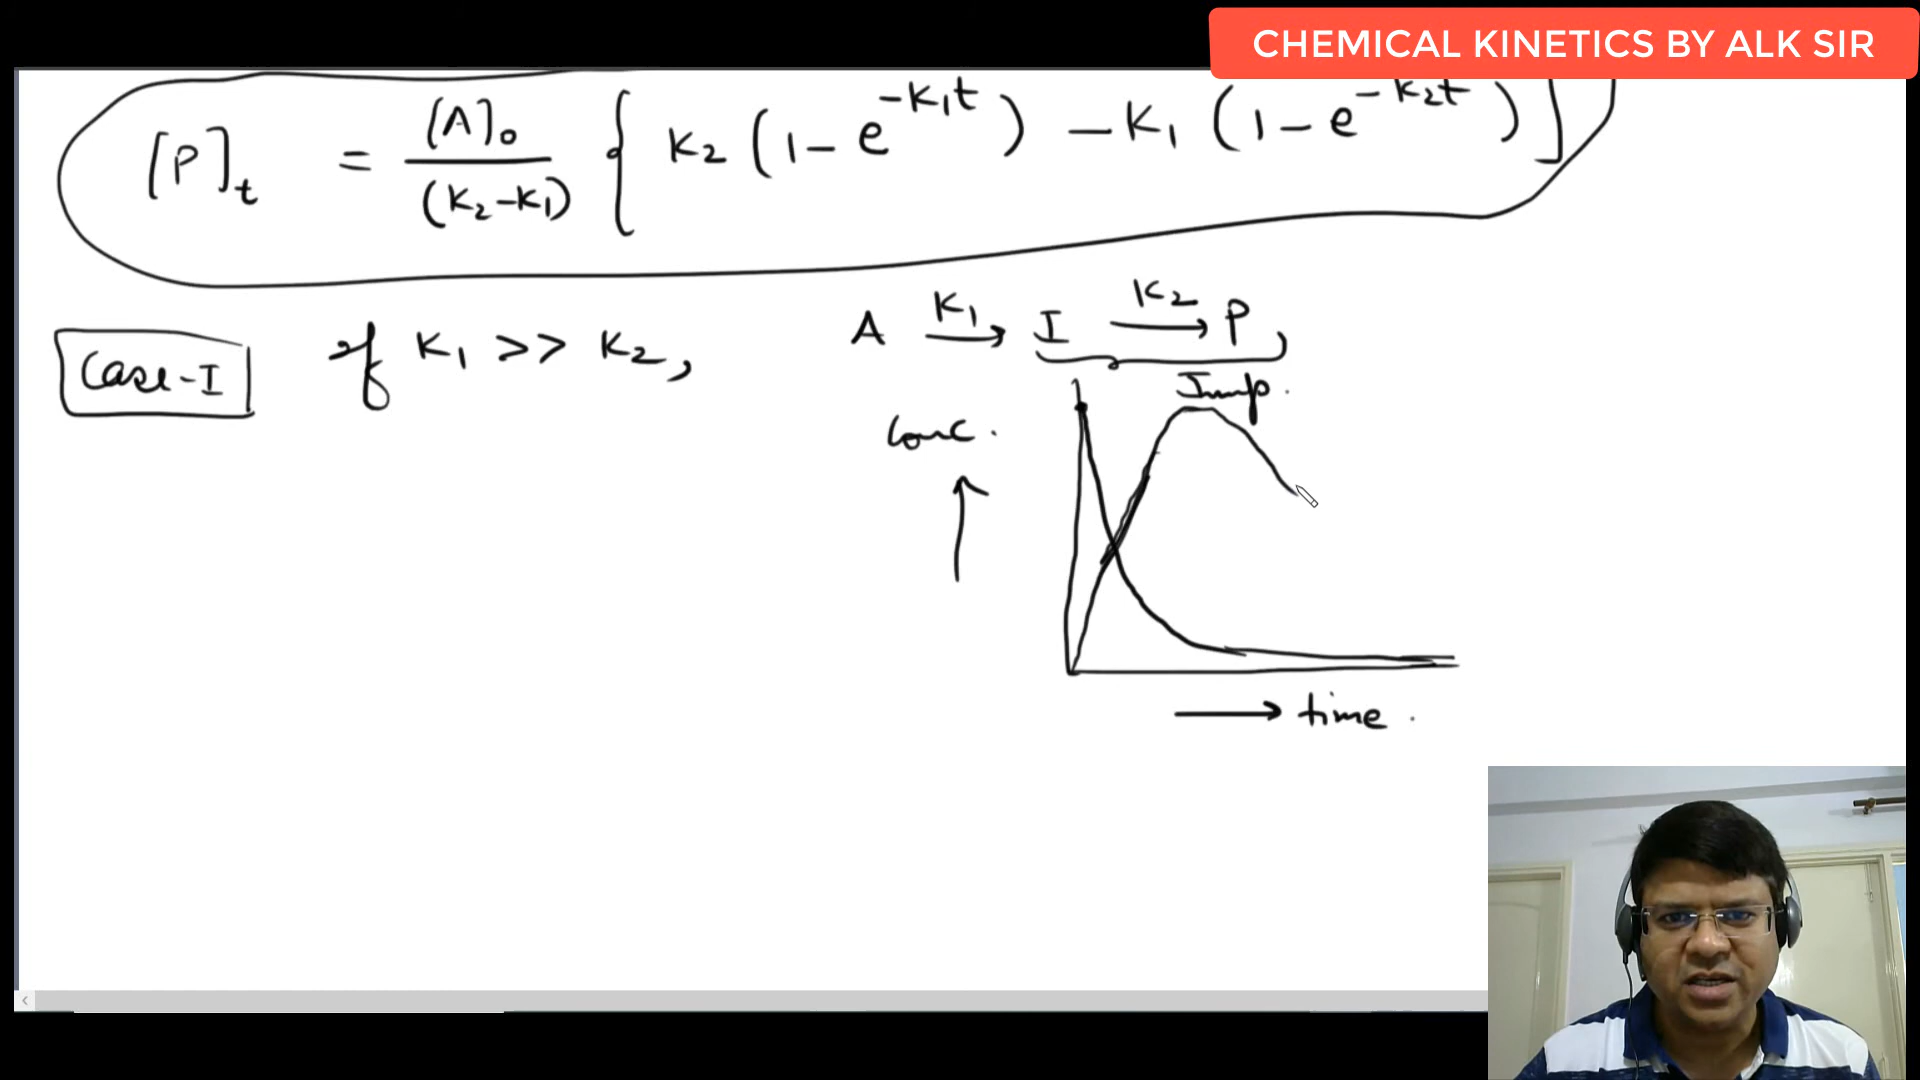 CHEMICAL KINETICS BY ALK SIR
[P]t = [A]₀ / (K₂-K₁) { K₂ (1 - e^-K₁t) - K₁ (1 - e^-K₂t) ]
Case-I if K₁ >> K₂, A K₁→ I K₂→ P
Imp.
Conc.
→ time.